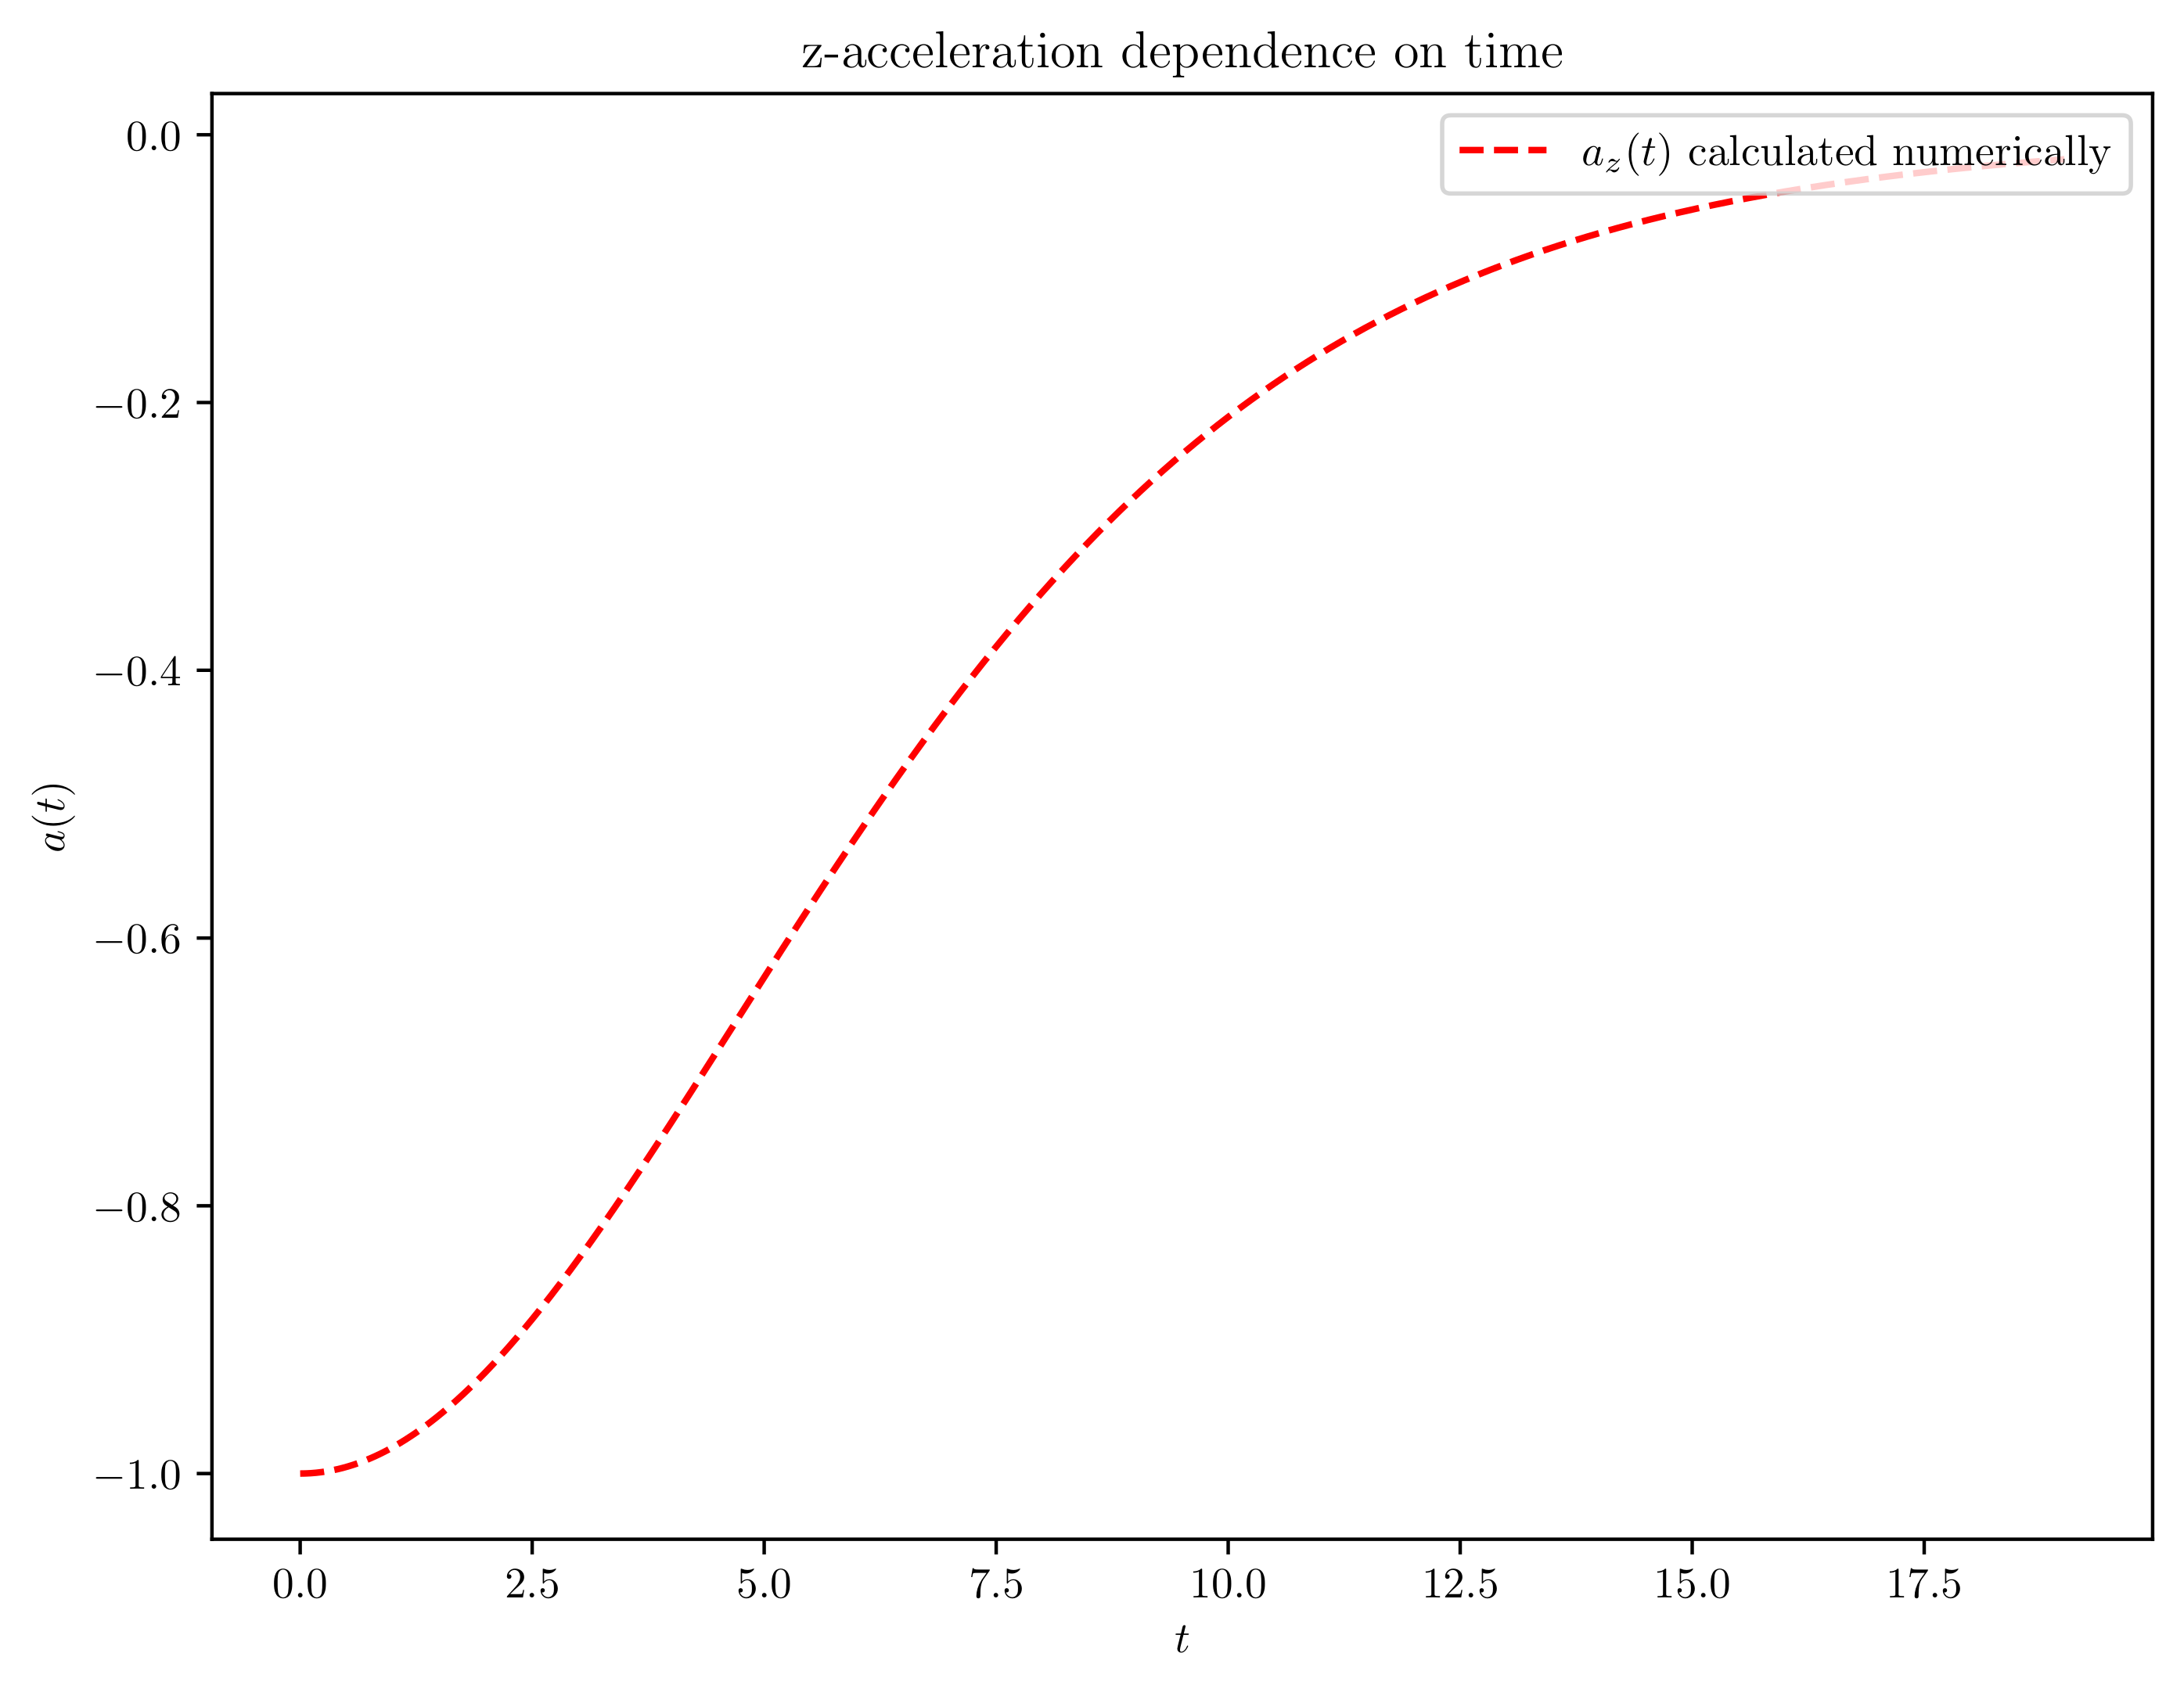 z-acceleration dependence on time
a_z(t) calculated numerically
a(t)
0.0
−0.2
−0.4
−0.6
−0.8
−1.0
0.0 2.5 5.0 7.5 10.0 12.5 15.0 17.5
t